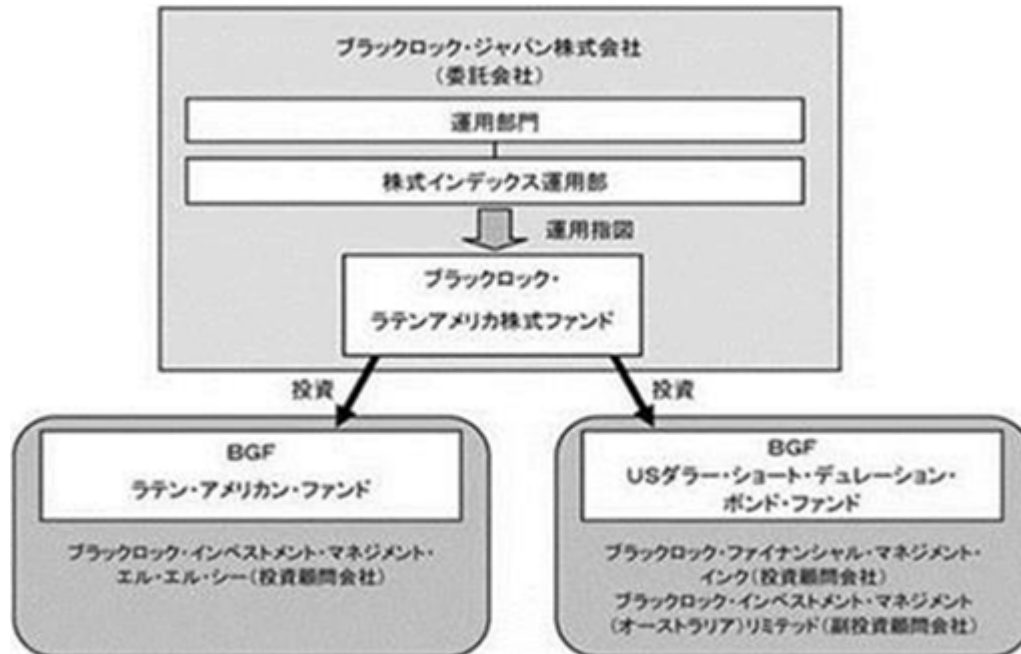 ブラックロック・ジャパン株式会社
(委託会社)
運用部門
株式インデックス運用部
運用指図
ブラックロック・
ラテンアメリカ株式ファンド
投資
投資
BGF
ラテン・アメリカン・ファンド
ブラックロック・インベストメント・マネジメント・
エル・エル・シー(投資顧問会社)
BGF
USダラー・ショート・デュレーション・
ボンド・ファンド
ブラックロック・ファイナンシャル・マネジメント・
インク(投資顧問会社)
ブラックロック・インベストメント・マネジメント
(オーストラリア)リミテッド(副投資顧問会社)